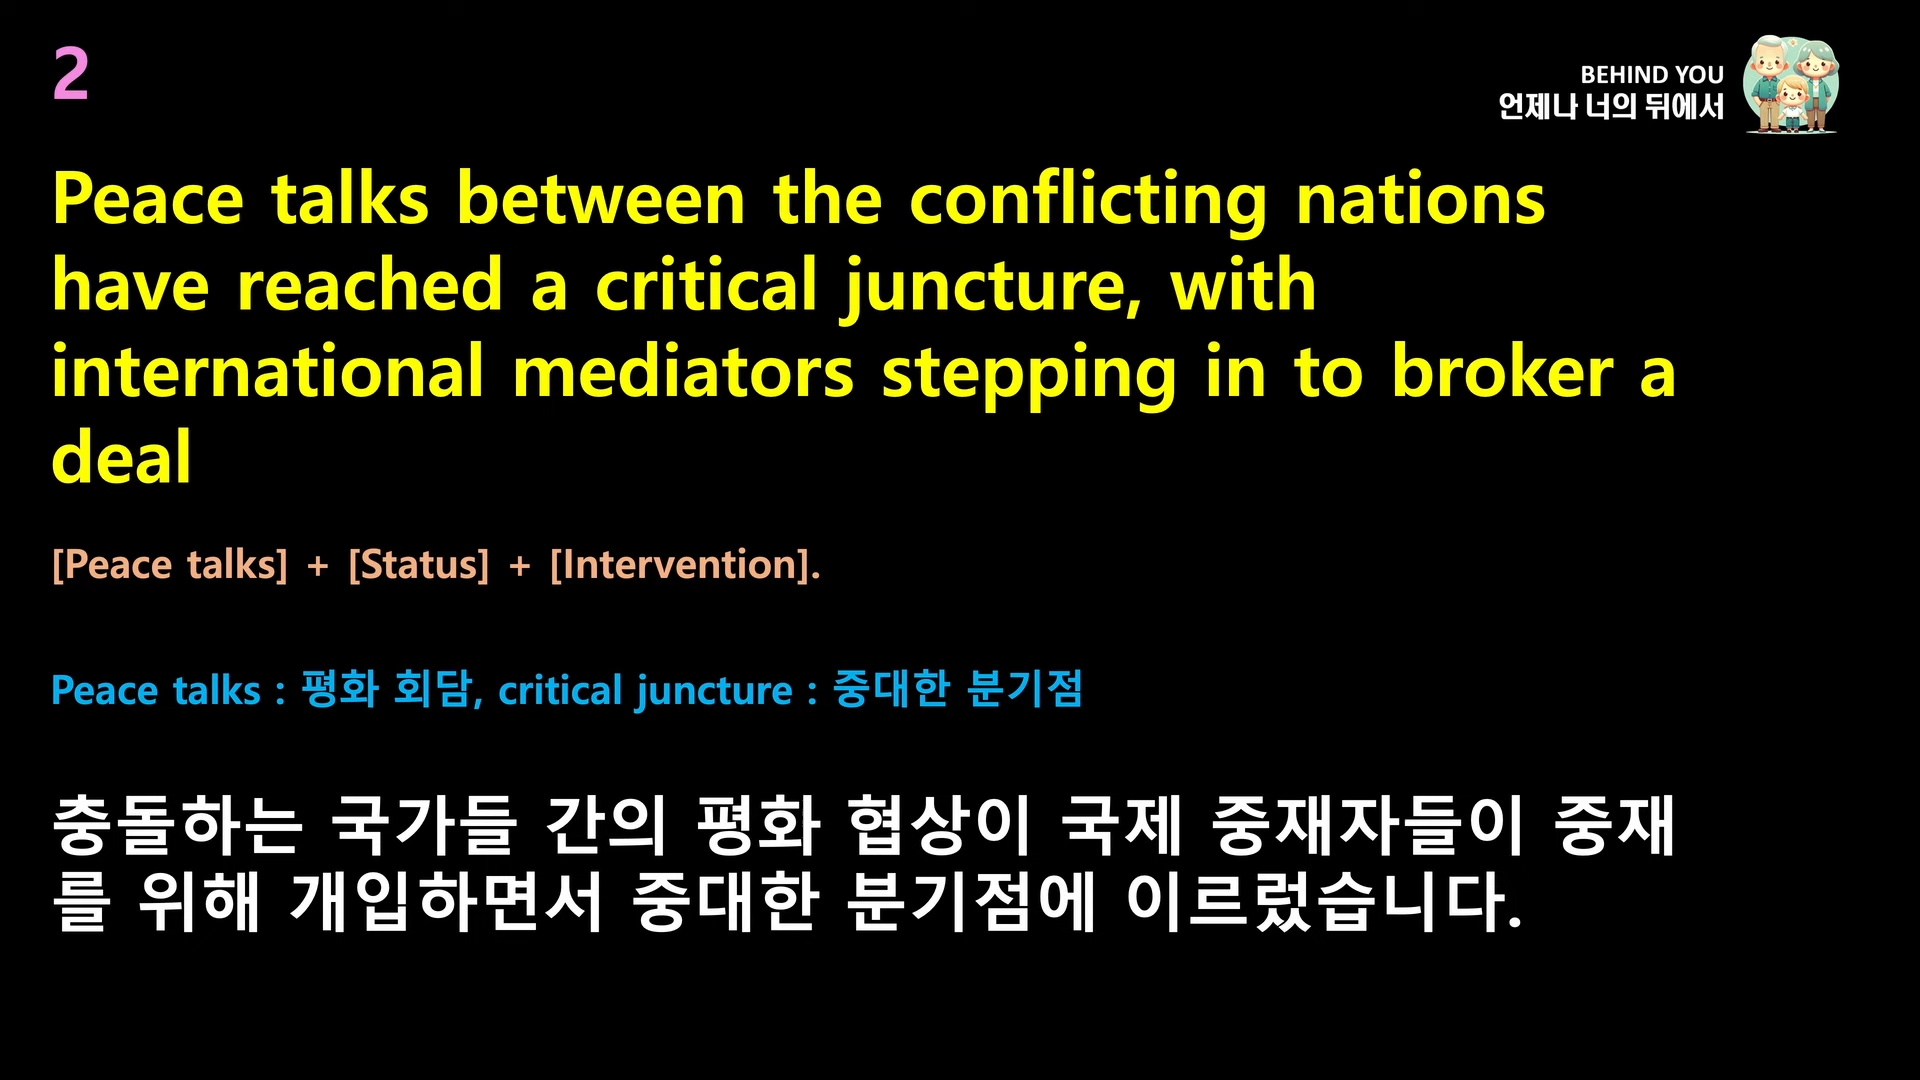 2
BEHIND YOU
언제나 너의 뒤에서
Peace talks between the conflicting nations
have reached a critical juncture, with
international mediators stepping in to broker a
deal
[Peace talks] + [Status] + [Intervention].
Peace talks : 평화 회담, critical juncture : 중대한 분기점
충돌하는 국가들 간의 평화 협상이 국제 중재자들이 중재
를 위해 개입하면서 중대한 분기점에 이르렀습니다.